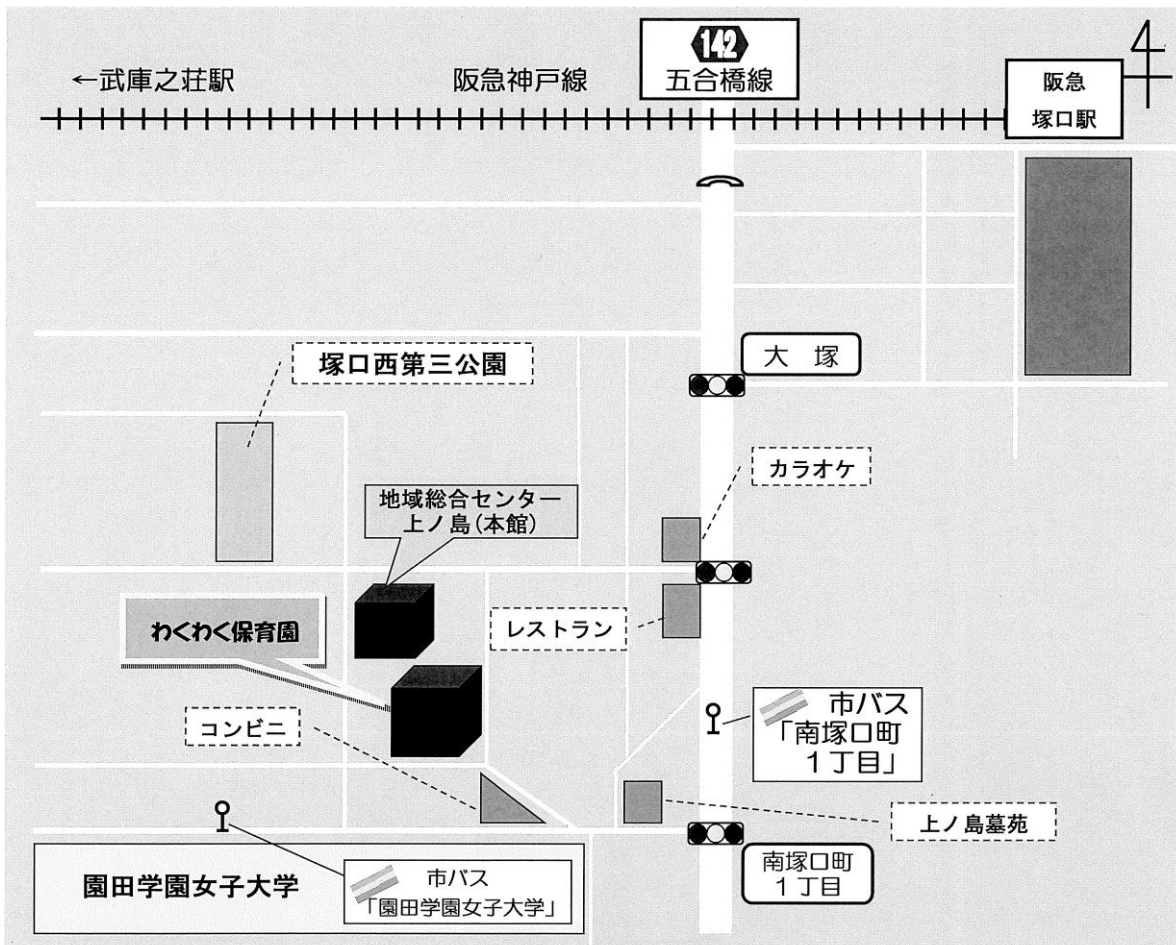 142
五合橋線
←武庫之荘駅
阪急神戸線
阪急
塚口駅
4
大 塚
塚口西第三公園
カラオケ
地域総合センター
上ノ島(本館)
わくわく保育園
レストラン
コンビニ
市バス
「南塚口町
1丁目」
上ノ島墓苑
南塚口町
1丁目
園田学園女子大学
市バス
「園田学園女子大学」